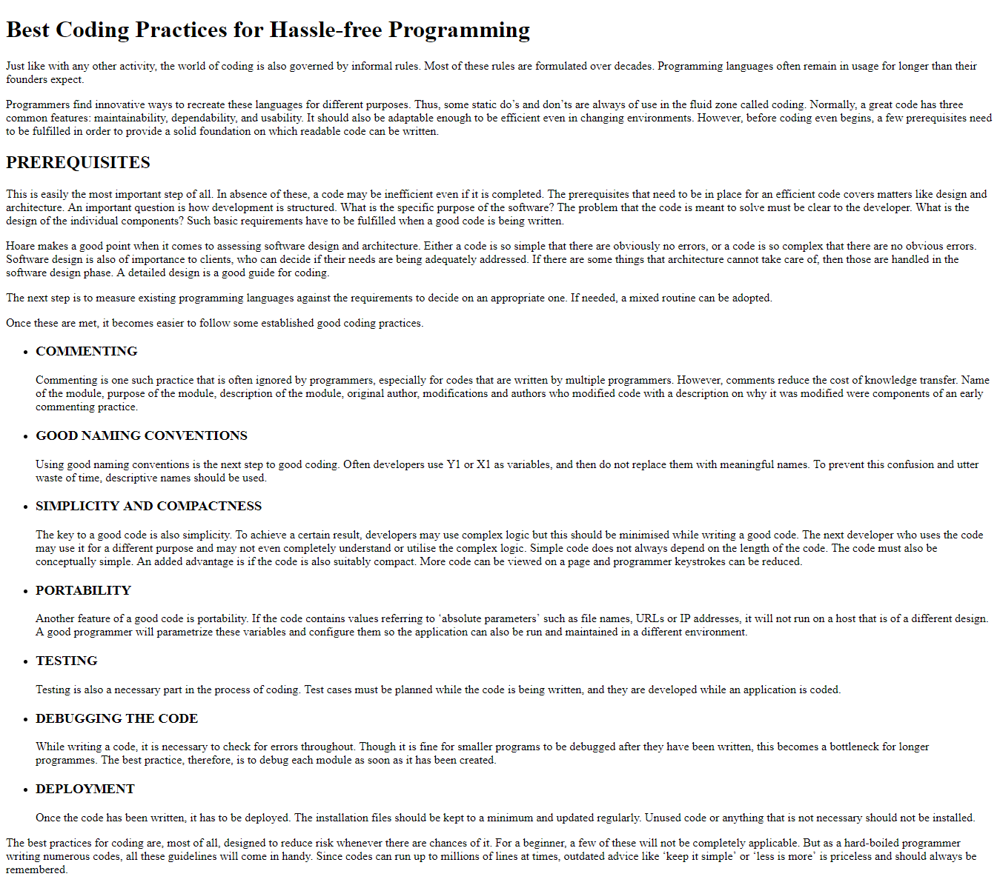 Best Coding Practices for Hassle-free Programming
Just like with any other activity, the world of coding is also governed by informal rules. Most of these rules are formulated over decades. Programming languages often remain in usage for longer than their
founders expect.
Programmers find innovative ways to recreate these languages for different purposes. Thus, some static do’s and don’ts are always of use in the fluid zone called coding. Normally, a great code has three
common features: maintainability, dependability, and usability. It should also be adaptable enough to be efficient even in changing environments. However, before coding even begins, a few prerequisites need
to be fulfilled in order to provide a solid foundation on which readable code can be written.
PREREQUISITES
This is easily the most important step of all. In absence of these, a code may be inefficient even if it is completed. The prerequisites that need to be in place for an efficient code covers matters like design and
architecture. An important question is how development is structured. What is the specific purpose of the software? The problem that the code is meant to solve must be clear to the developer. What is the
design of the individual components? Such basic requirements have to be fulfilled when a good code is being written.
Hoare makes a good point when it comes to assessing software design and architecture. Either a code is so simple that there are obviously no errors, or a code is so complex that there are no obvious errors.
Software design is also of importance to clients, who can decide if their needs are being adequately addressed. If there are some things that architecture cannot take care of, then those are handled in the
software design phase. A detailed design is a good guide for coding.
The next step is to measure existing programming languages against the requirements to decide on an appropriate one. If needed, a mixed routine can be adopted.
Once these are met, it becomes easier to follow some established good coding practices.
• COMMENTING
Commenting is one such practice that is often ignored by programmers, especially for codes that are written by multiple programmers. However, comments reduce the cost of knowledge transfer. Name
of the module, purpose of the module, description of the module, original author, modifications and authors who modified code with a description on why it was modified were components of an early
commenting practice.
• GOOD NAMING CONVENTIONS
Using good naming conventions is the next step to good coding. Often developers use Y1 or X1 as variables, and then do not replace them with meaningful names. To prevent this confusion and utter
waste of time, descriptive names should be used.
• SIMPLICITY AND COMPACTNESS
The key to a good code is also simplicity. To achieve a certain result, developers may use complex logic but this should be minimised while writing a good code. The next developer who uses the code
may use it for a different purpose and may not even completely understand or utilise the complex logic. Simple code does not always depend on the length of the code. The code must also be
conceptually simple. An added advantage is if the code is also suitably compact. More code can be viewed on a page and programmer keystrokes can be reduced.
• PORTABILITY
Another feature of a good code is portability. If the code contains values referring to ‘absolute parameters’ such as file names, URLs or IP addresses, it will not run on a host that is of a different design.
A good programmer will parametrize these variables and configure them so the application can also be run and maintained in a different environment.
• TESTING
Testing is also a necessary part in the process of coding. Test cases must be planned while the code is being written, and they are developed while an application is coded.
• DEBUGGING THE CODE
While writing a code, it is necessary to check for errors throughout. Though it is fine for smaller programs to be debugged after they have been written, this becomes a bottleneck for longer
programmes. The best practice, therefore, is to debug each module as soon as it has been created.
• DEPLOYMENT
Once the code has been written, it has to be deployed. The installation files should be kept to a minimum and updated regularly. Unused code or anything that is not necessary should not be installed.
The best practices for coding are, most of all, designed to reduce risk whenever there are chances of it. For a beginner, a few of these will not be completely applicable. But as a hard-boiled programmer
writing numerous codes, all these guidelines will come in handy. Since codes can run up to millions of lines at times, outdated advice like ‘keep it simple’ or ‘less is more’ is priceless and should always be
remembered.